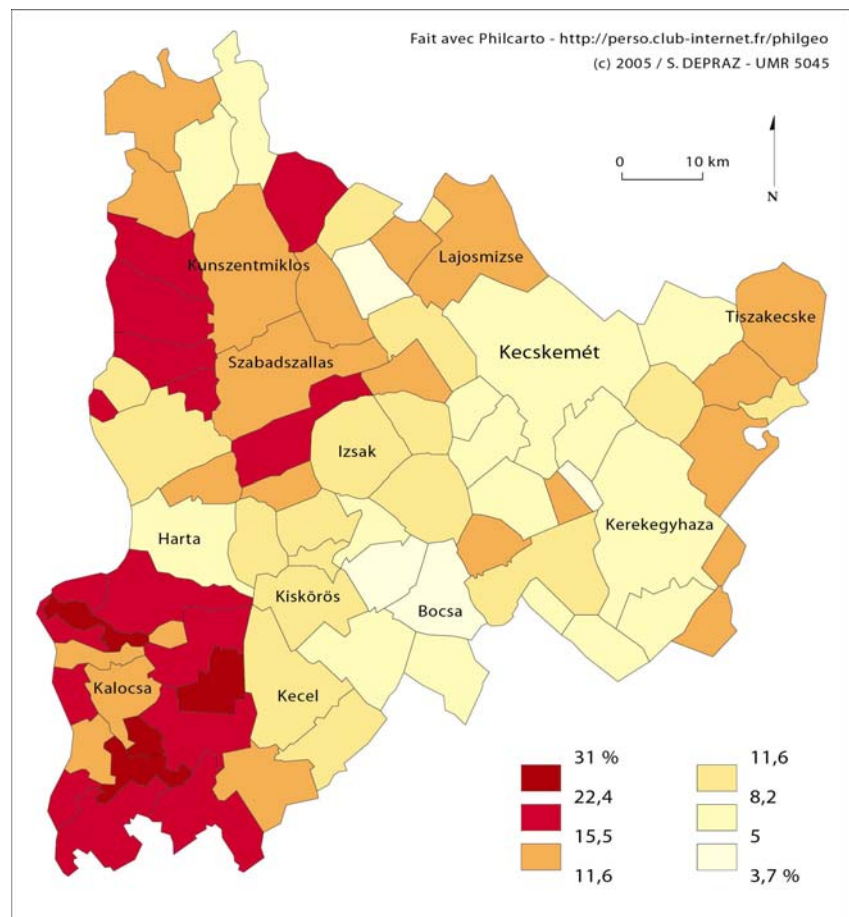 Fait avec Philcarto - http://perso.club-internet.fr/philgeo
(c) 2005 / S. DEPRAZ - UMR 5045
0 10 km
N
Kunszentmiklos
Lajosmizse
Tiszakecske
Kecskemét
Szabadszallas
Izsak
Kerekegyhaza
Harta
Kiskõrös
Bocsa
Kalocsa
Kecel
31 % 11,6
22,4 8,2
15,5 5
11,6 3,7 %